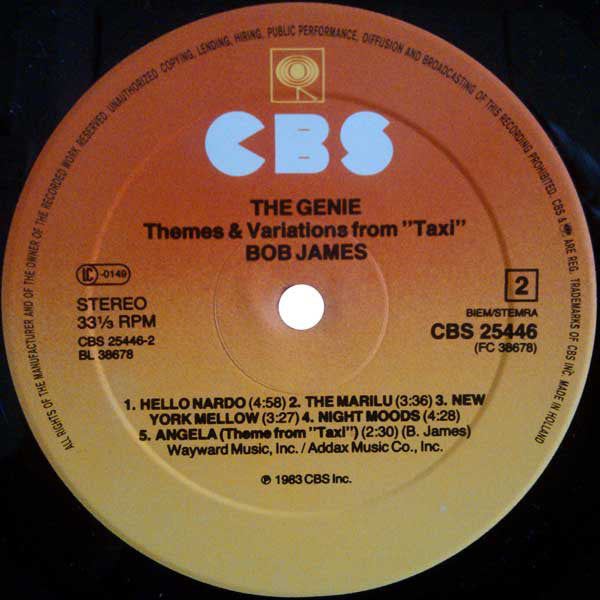 ALL RIGHTS OF THE MANUFACTURER AND OF THE OWNER OF THE RECORDED WORK RESERVED. UNAUTHORIZED COPYING, LENDING, HIRING, PUBLIC PERFORMANCE, DIFFUSION AND BROADCASTING OF THIS RECORDING PROHIBITED. CBS & ARE REG. TRADEMARKS OF CBS INC. MADE IN HOLLAND
CBS
THE GENIE
Themes & Variations from "Taxi"
BOB JAMES
LC -0149
2
STEREO
33⅓ RPM
CBS 25446-2
BL 38678
BIEM/STEMRA
CBS 25446
(FC 38678)
1. HELLO NARDO (4:58) 2. THE MARILU (3:36) 3. NEW
YORK MELLOW (3:27) 4. NIGHT MOODS (4:28)
5. ANGELA (Theme from "Taxi") (2:30) (B. James)
Wayward Music, Inc. / Addax Music Co., Inc.
℗ 1983 CBS Inc.